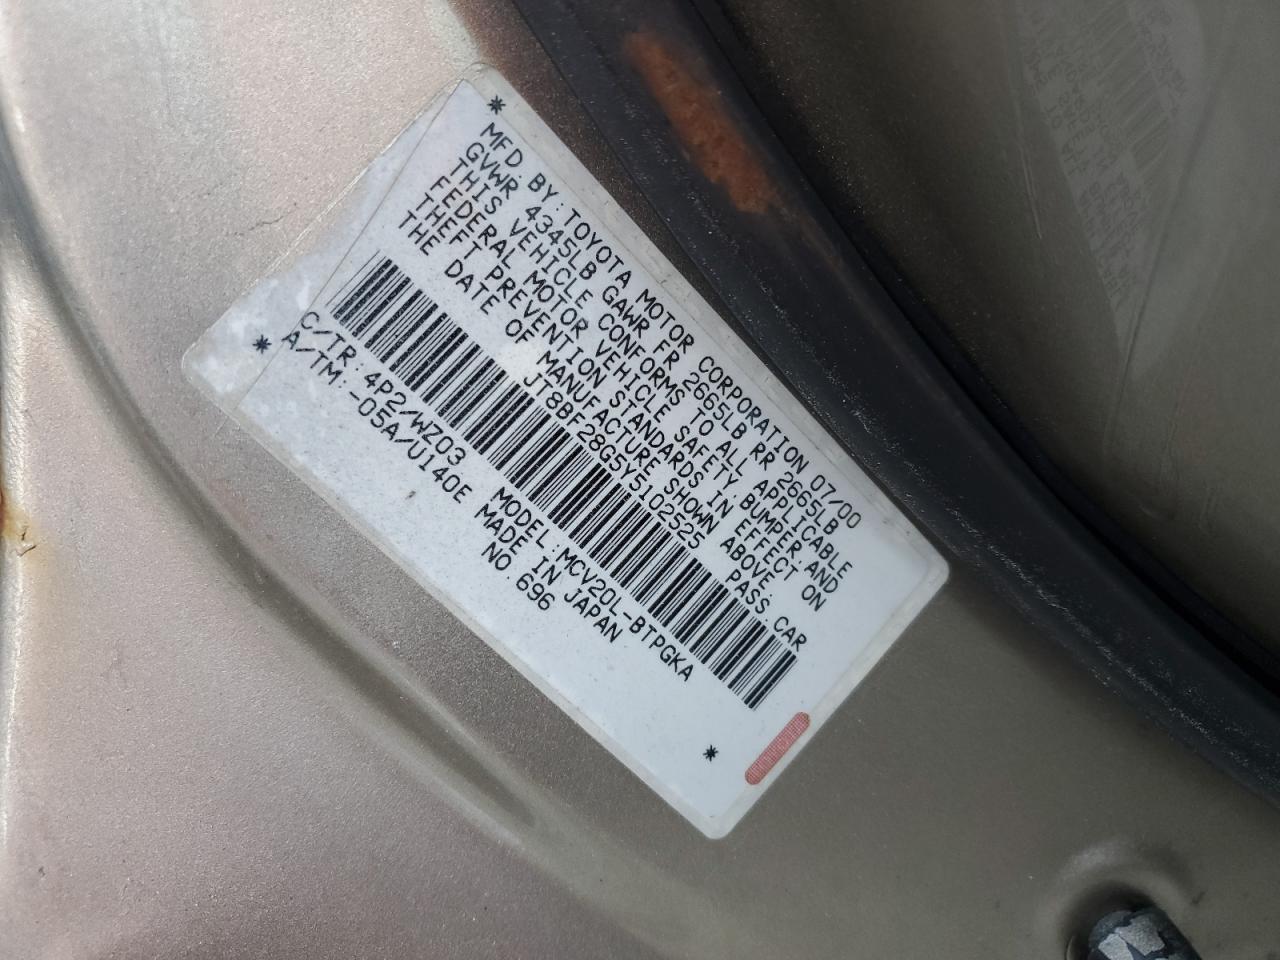 MFD. BY: TOYOTA MOTOR CORPORATION 07/00
GVWR 4345LB GAWR FR 2665LB RR 2665LB
THIS VEHICLE CONFORMS TO ALL APPLICABLE
FEDERAL MOTOR VEHICLE SAFETY, BUMPER, AND
THEFT PREVENTION STANDARDS IN EFFECT ON
THE DATE OF MANUFACTURE SHOWN ABOVE.
JT8BF28G5Y5102525 PASS. CAR
C/TR: 4P2/WZ03 MODEL: MCV20L-BTPGKA
A/TM: -05A/U140E MADE IN JAPAN
NO. 696